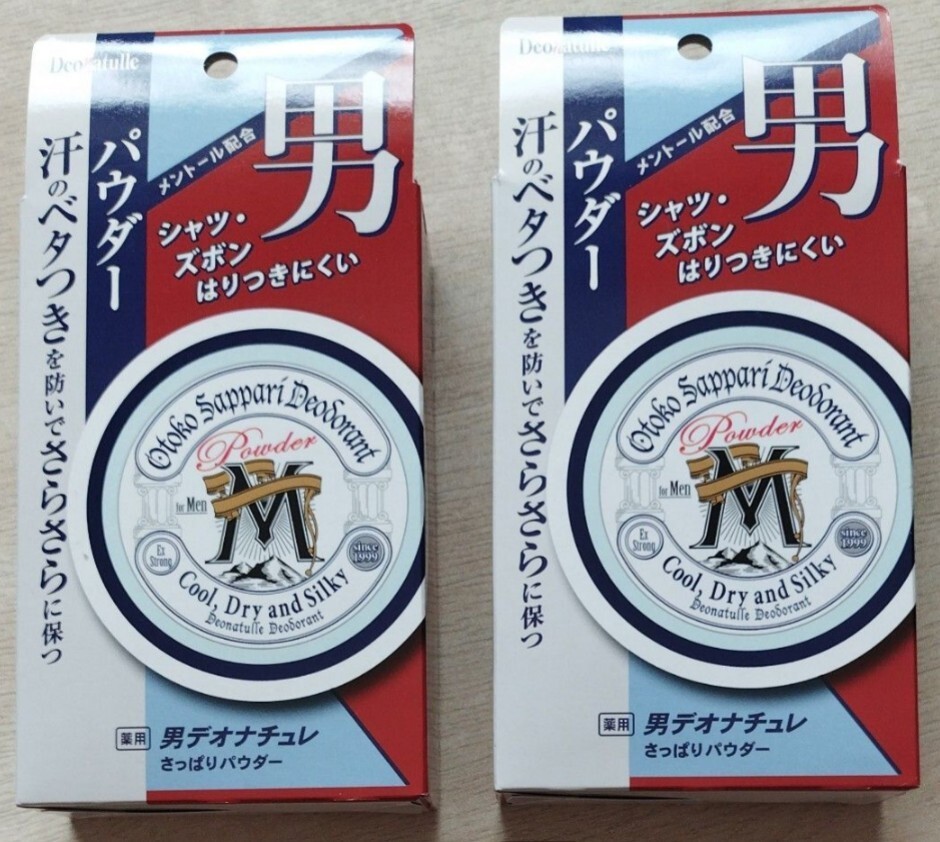 Deonatulle
男
メントール配合
パウダー
汗のベタつきを防いでさらさらに保つ
シャツ・
ズボン
はりつきにくい
Otoko Sappari Deodorant
Powder
M
for Men
Ex
Strong
since
1999
Cool, Dry and Silky
Deonatulle Deodorant
薬用 男デオナチュレ
さっぱりパウダー
Deonatulle
男
メントール配合
パウダー
汗のベタつきを防いでさらさらに保つ
シャツ・
ズボン
はりつきにくい
Otoko Sappari Deodorant
Powder
M
for Men
Ex
Strong
since
1999
Cool, Dry and Silky
Deonatulle Deodorant
薬用 男デオナチュレ
さっぱりパウダー